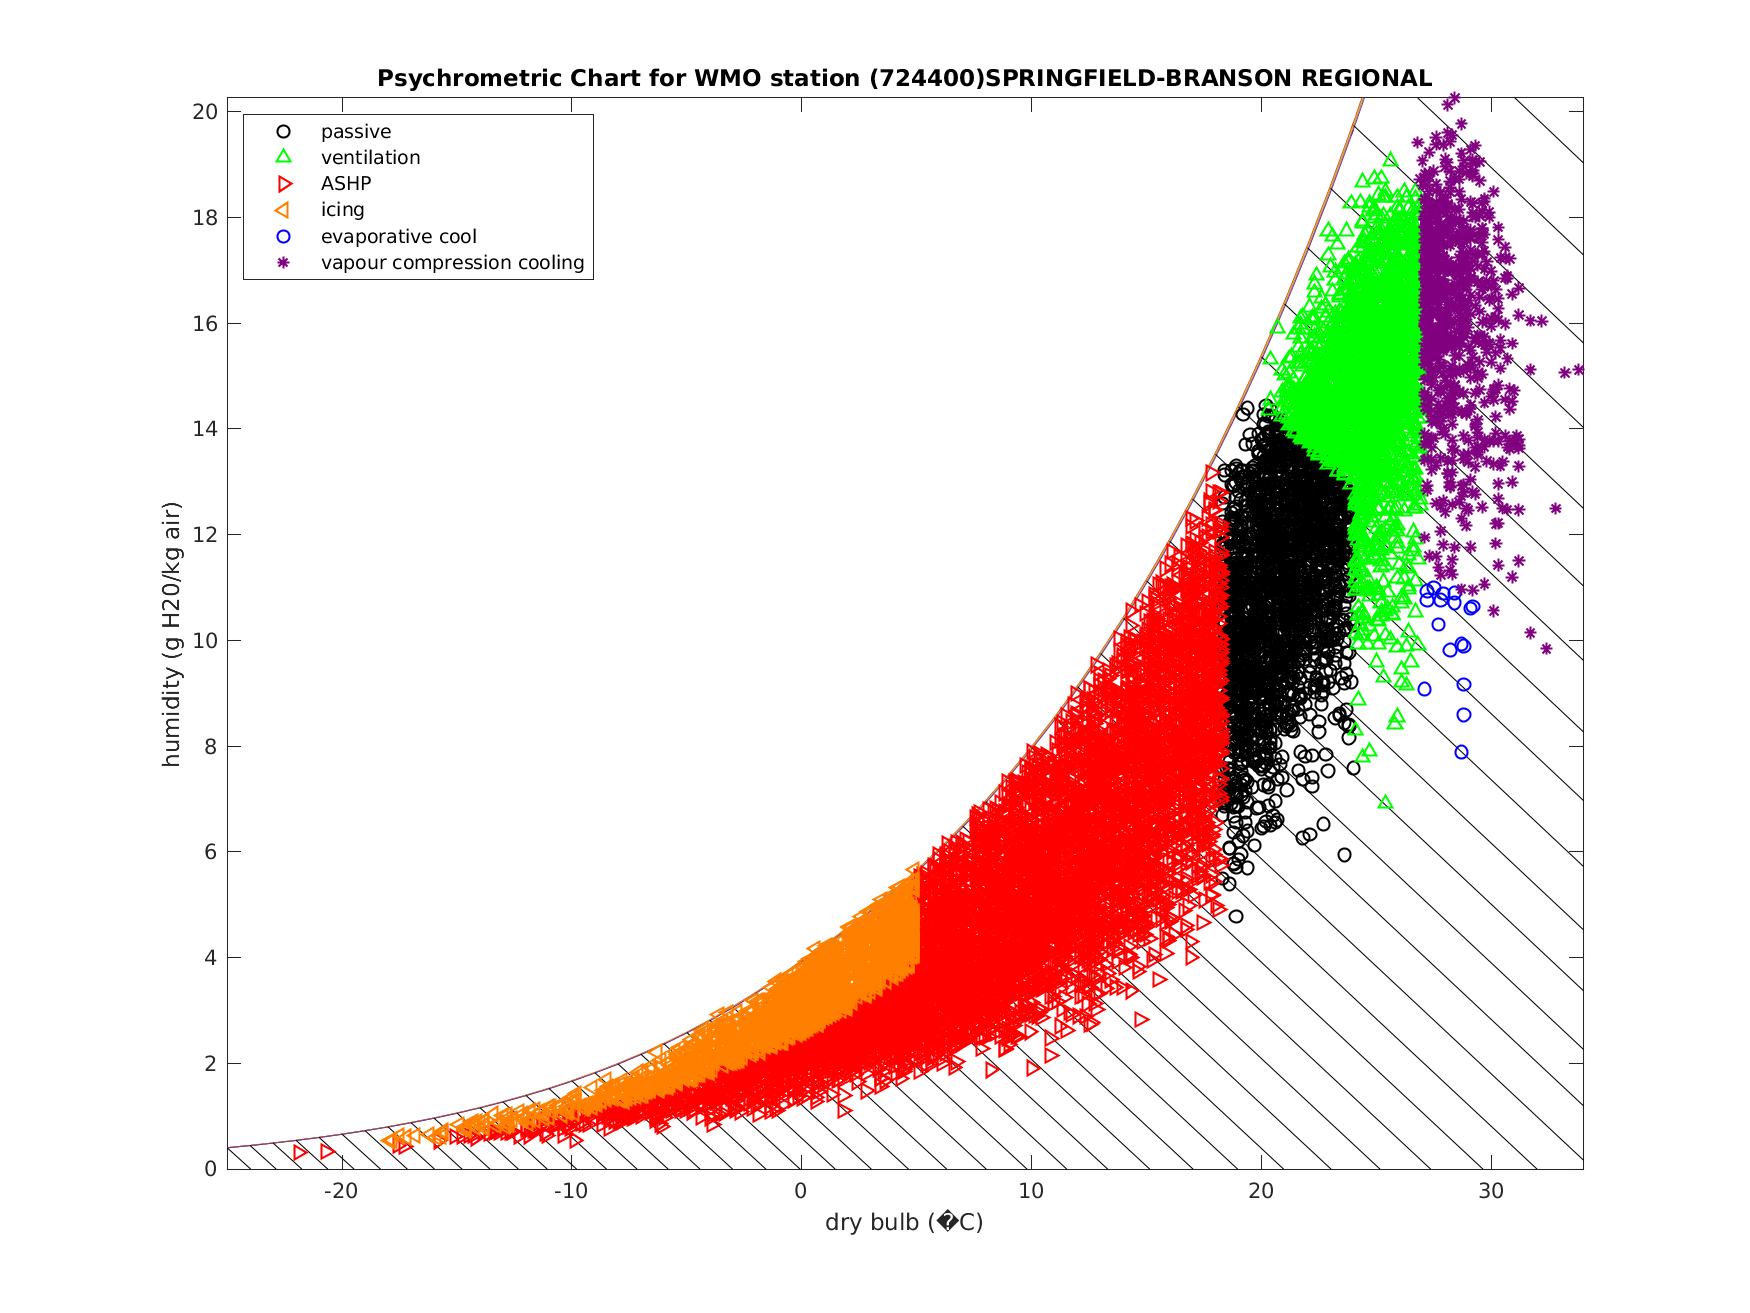 Psychrometric Chart for WMO station (724400)SPRINGFIELD-BRANSON REGIONAL
passive
ventilation
ASHP
icing
evaporative cool
vapour compression cooling
humidity (g H20/kg air)
20
18
16
14
12
10
8
6
4
2
0
-20
-10
0
10
20
30
dry bulb (�C)